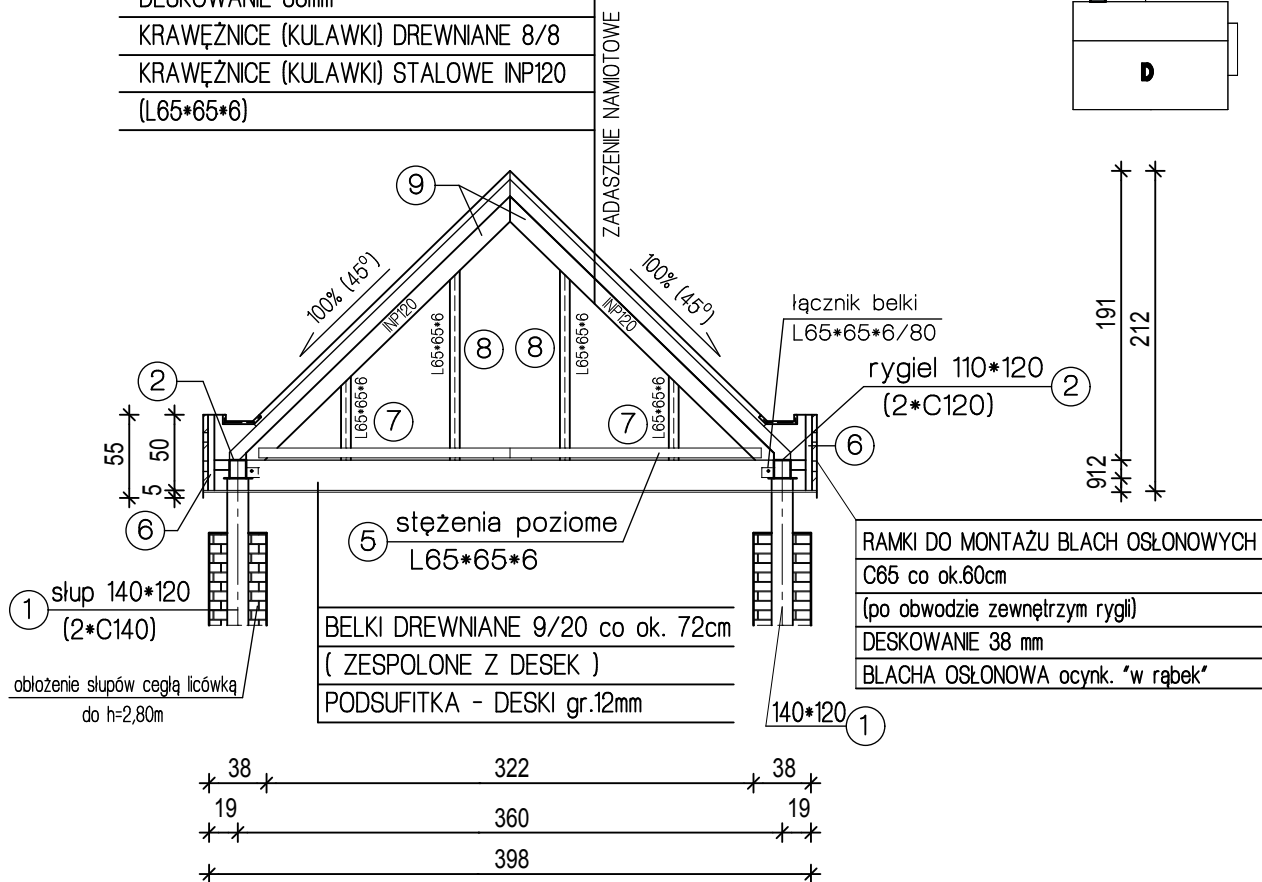 KRAWĘŻNICE (KULAWKI) DREWNIANE 8/8
KRAWĘŻNICE (KULAWKI) STALOWE INP120
(L65*65*6)
ZADASZENIE NAMIOTOWE
D
9
100% (45°)
100% (45°)
INP120
INP120
L65*65*6
L65*65*6
L65*65*6
L65*65*6
8
8
7
7
łącznik belki
L65*65*6/80
rygiel 110*120
(2*C120)
2
2
191
212
912
55
50
5
6
6
5
stężenia poziome
L65*65*6
1
słup 140*120
(2*C140)
obłożenie słupów cegłą licówką
do h=2,80m
BELKI DREWNIANE 9/20 co ok. 72cm
( ZESPOLONE Z DESEK )
PODSUFITKA - DESKI gr.12mm
RAMKI DO MONTAŻU BLACH OSŁONOWYCH
C65 co ok.60cm
(po obwodzie zewnętrzym rygli)
DESKOWANIE 38 mm
BLACHA OSŁONOWA ocynk. "w rąbek"
140*120
1
38
322
38
19
360
19
398